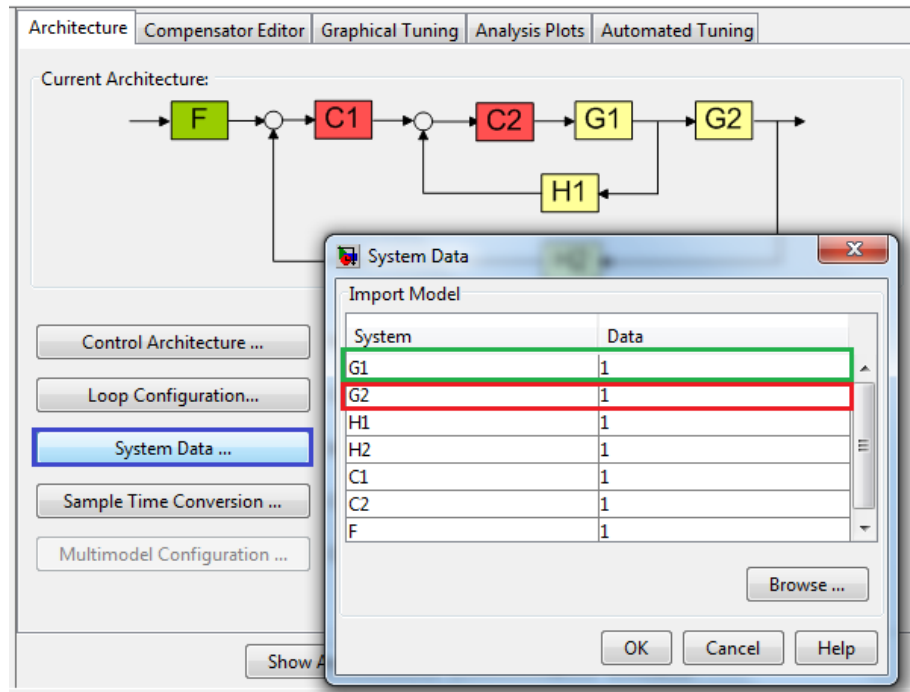 Architecture Compensator Editor Graphical Tuning Analysis Plots Automated Tuning
Current Architecture:
F C1 C2 G1 G2
H1
H2
System Data
Import Model
System Data
G1 1
G2 1
H1 1
H2 1
C1 1
C2 1
F 1
Browse ...
OK Cancel Help
Control Architecture ...
Loop Configuration...
System Data ...
Sample Time Conversion ...
Multimodel Configuration ...
Show